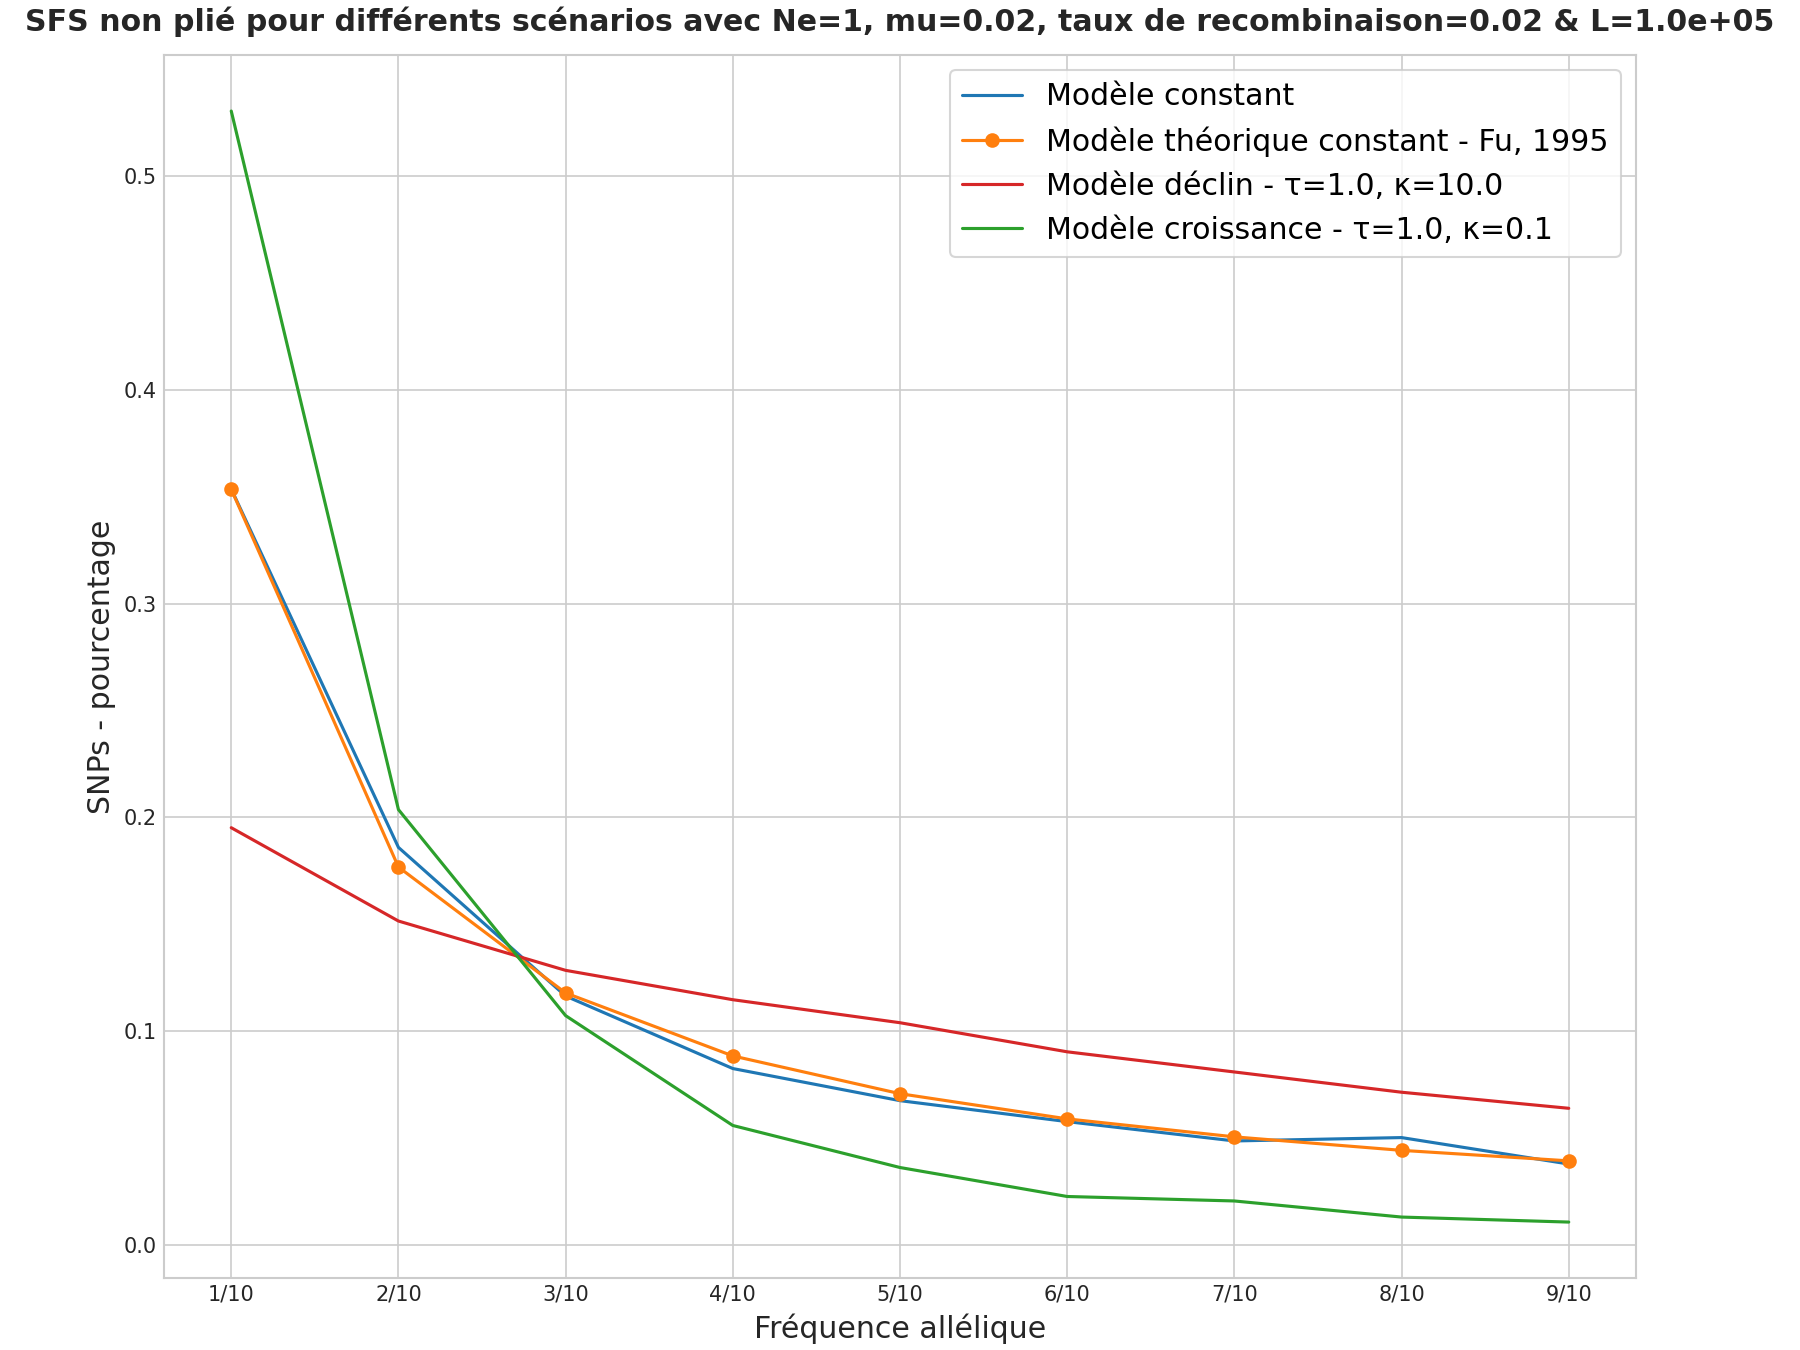 SFS non plié pour différents scénarios avec Ne=1, mu=0.02, taux de recombinaison=0.02 & L=1.0e+05
Modèle constant
Modèle théorique constant - Fu, 1995
Modèle déclin - τ=1.0, κ=10.0
Modèle croissance - τ=1.0, κ=0.1
SNPs - pourcentage
0.5
0.4
0.3
0.2
0.1
0.0
1/10 2/10 3/10 4/10 5/10 6/10 7/10 8/10 9/10
Fréquence allélique